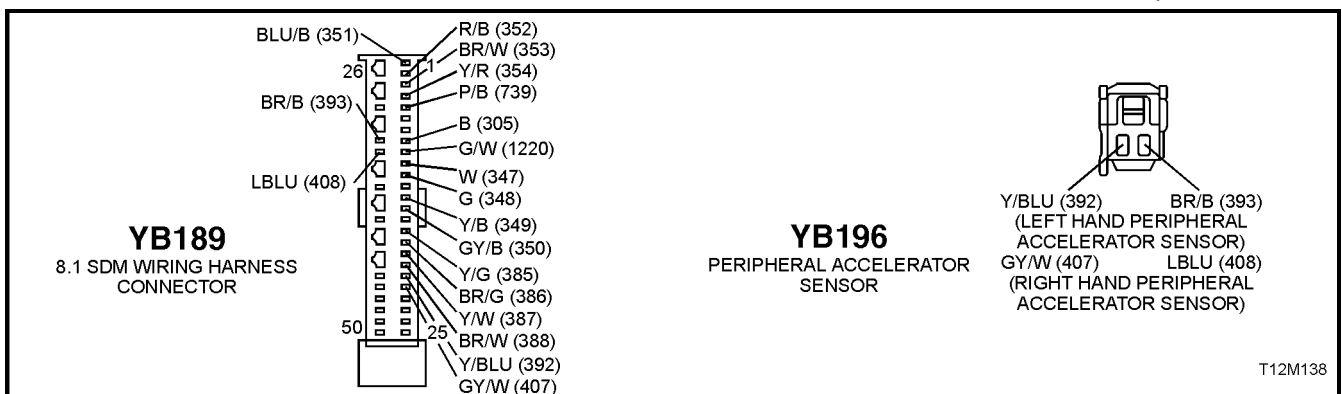 BLU/B (351)
R/B (352)
BR/W (353)
Y/R (354)
P/B (739)
26
1
BR/B (393)
B (305)
G/W (1220)
W (347)
G (348)
LBLU (408)
Y/B (349)
GY/B (350)
Y/G (385)
BR/G (386)
Y/W (387)
BR/W (388)
Y/BLU (392)
GY/W (407)
50
25
YB189
8.1 SDM WIRING HARNESS
CONNECTOR
YB196
PERIPHERAL ACCELERATOR
SENSOR
Y/BLU (392) BR/B (393)
(LEFT HAND PERIPHERAL
ACCELERATOR SENSOR)
GY/W (407) LBLU (408)
(RIGHT HAND PERIPHERAL
ACCELERATOR SENSOR)
T12M138